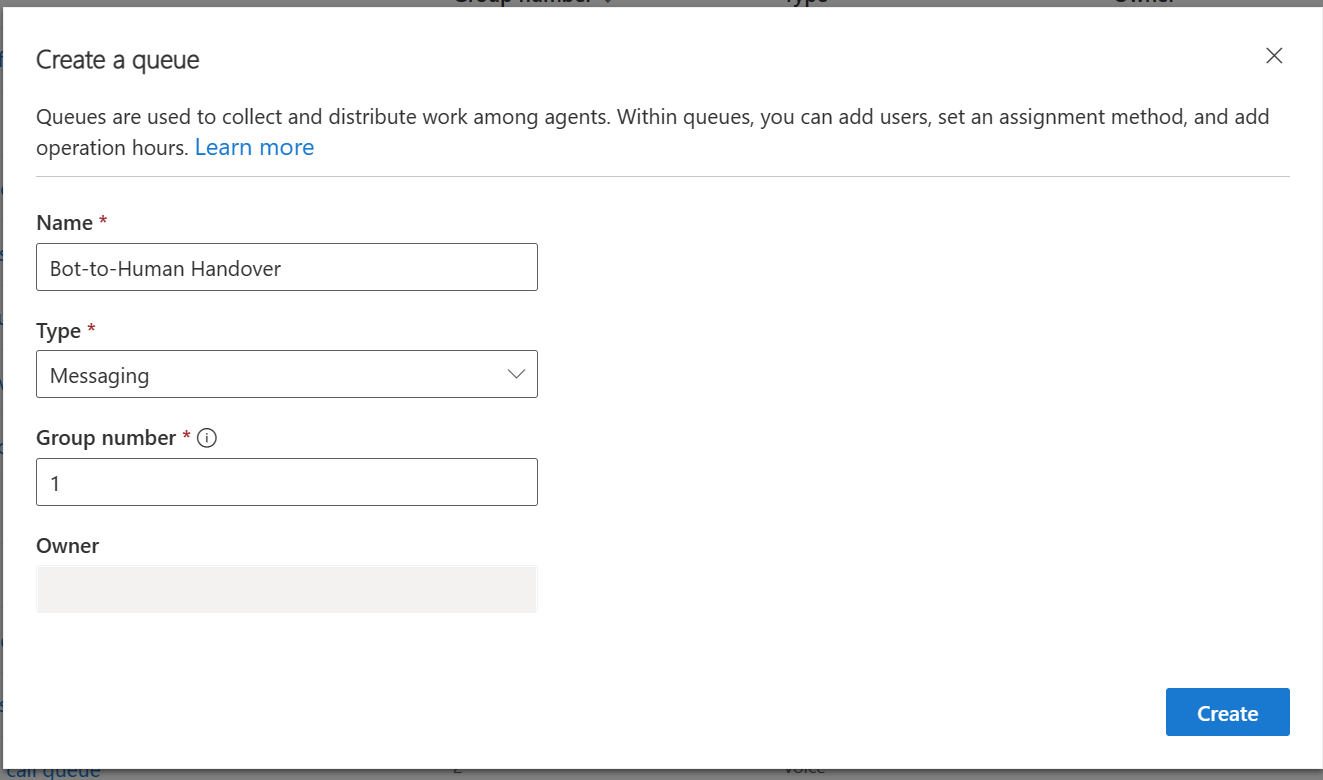 Group number
Type
Owner
Create a queue
Queues are used to collect and distribute work among agents. Within queues, you can add users, set an assignment method, and add
operation hours. Learn more
Name *
Bot-to-Human Handover
Type *
Messaging
Group number *
1
Owner
Create
call queue
2
voice